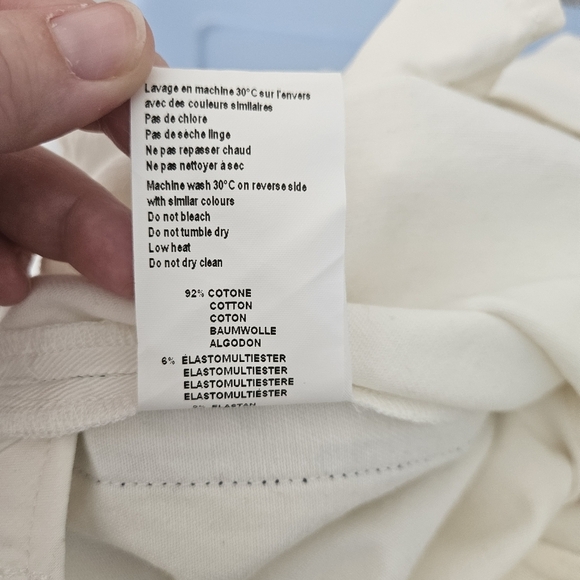 Lavage en machine 30°C sur l'envers
avec des couleurs similaires
Pas de chlore
Pas de sèche linge
Ne pas repasser chaud
Ne pas nettoyer à sec
Machine wash 30°C on reverse side
with similar colours
Do not bleach
Do not tumble dry
Low heat
Do not dry clean
92% COTONE
COTTON
COTON
BAUMWOLLE
ALGODON
6% ÉLASTOMULTIESTER
ELASTOMULTIESTER
ELASTOMULTIESTERE
ELASTOMULTIÉSTER